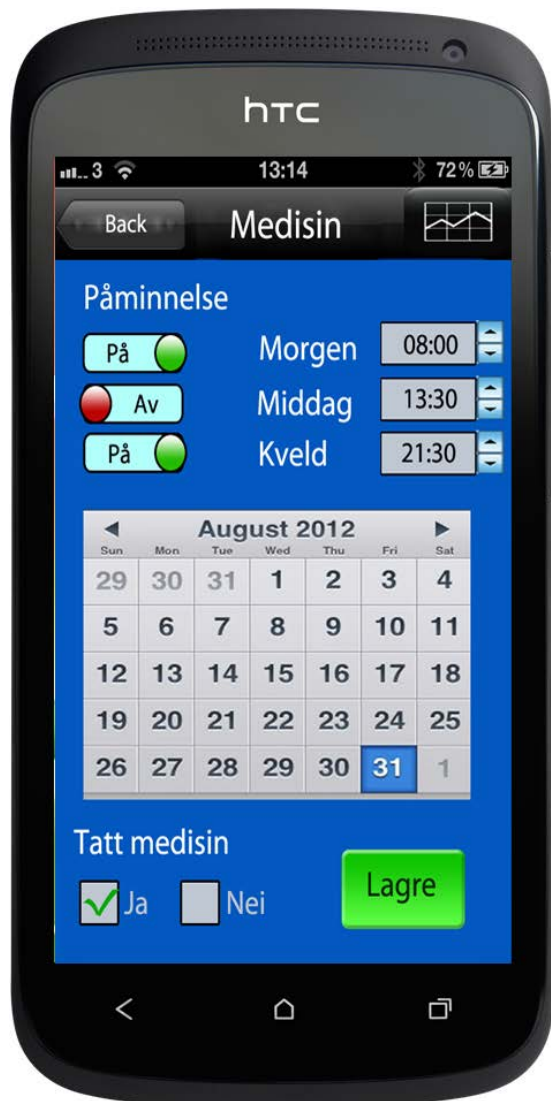 htc
3 13:14 72%
Back Medisin
Påminnelse
På Morgen 08:00
Av Middag 13:30
På Kveld 21:30
August 2012
Sun Mon Tue Wed Thu Fri Sat
29 30 31 1 2 3 4
5 6 7 8 9 10 11
12 13 14 15 16 17 18
19 20 21 22 23 24 25
26 27 28 29 30 31 1
Tatt medisin
Ja Nei Lagre